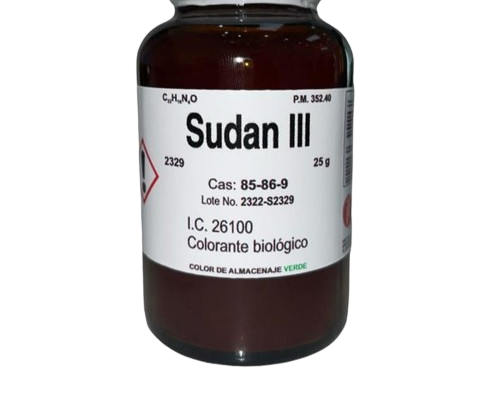 C₂₂H₁₆N₄O P.M. 352.40
Sudan III
2329 25 g
Cas: 85-86-9
Lote No. 2322-S2329
I.C. 26100
Colorante biológico
COLOR DE ALMACENAJE VERDE